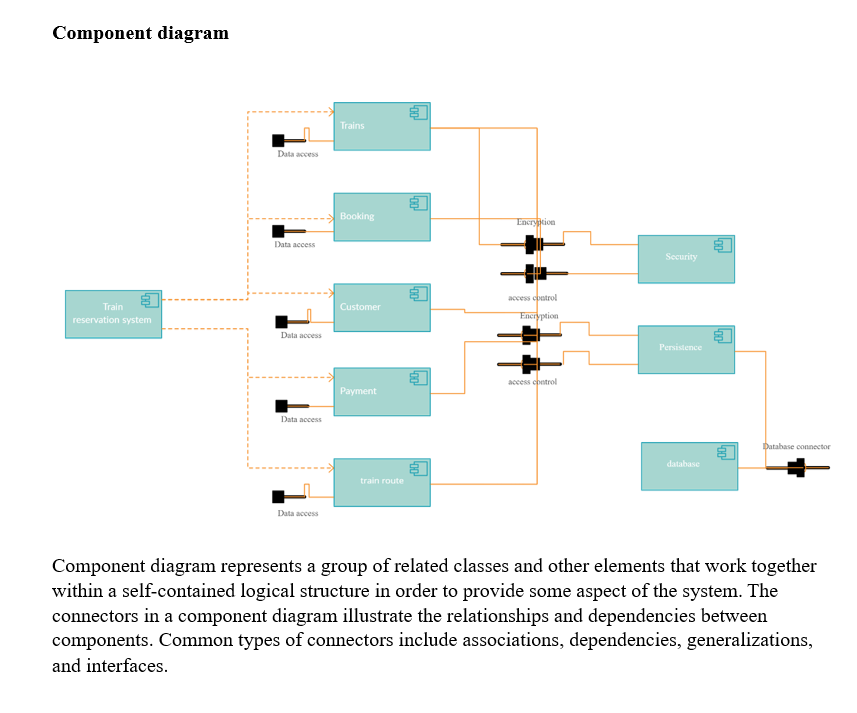 Component diagram
Trains
Data access
Booking
Data access
Encryption
Security
Train
reservation system
access control
Customer
Encryption
Data access
Persistence
access control
Payment
Data access
Database connector
database
train route
Data access
Component diagram represents a group of related classes and other elements that work together
within a self-contained logical structure in order to provide some aspect of the system. The
connectors in a component diagram illustrate the relationships and dependencies between
components. Common types of connectors include associations, dependencies, generalizations,
and interfaces.